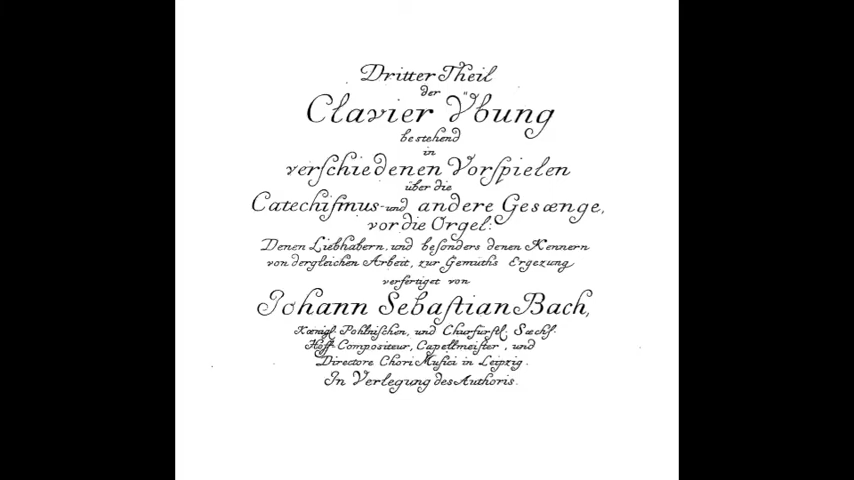 Dritter Theil
der
Clavier Übung
bestehend
in
verschiedenen Vorspielen
über die
Catechismus- und andere Gesænge,
vor die Orgel:
Denen Liebhabern, und besonders denen Kennern
von dergleichen Arbeit, zur Gemüths Ergezung
verfertiget von
Johann Sebastian Bach,
Kœnigl. Pohlnischen, und Churfürstl. Sæchs.
Hoff-Compositeur, Capellmeister, und
Directore Chori Musici in Leipzig.
In Verlegung des Authoris.